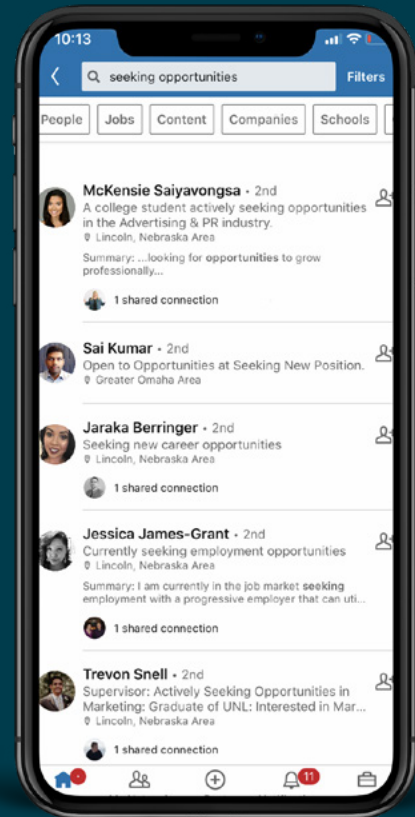 10:13
seeking opportunities
Filters
People
Jobs
Content
Companies
Schools
McKensie Saiyavongsa • 2nd
A college student actively seeking opportunities
in the Advertising & PR industry.
Lincoln, Nebraska Area
Summary: ...looking for opportunities to grow
professionally...
1 shared connection
Sai Kumar • 2nd
Open to Opportunities at Seeking New Position.
Greater Omaha Area
Jaraka Berringer • 2nd
Seeking new career opportunities
Lincoln, Nebraska Area
1 shared connection
Jessica James-Grant • 2nd
Currently seeking employment opportunities
Lincoln, Nebraska Area
Summary: I am currently in the job market seeking
employment with a progressive employer that can uti...
1 shared connection
Trevon Snell • 2nd
Supervisor: Actively Seeking Opportunities in
Marketing: Graduate of UNL: Interested in Mar...
Lincoln, Nebraska Area
1 shared connection
11